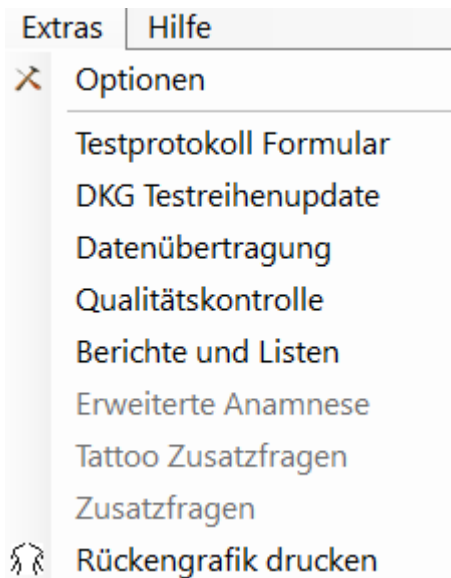 Extras Hilfe
Optionen
Testprotokoll Formular
DKG Testreihenupdate
Datenübertragung
Qualitätskontrolle
Berichte und Listen
Erweiterte Anamnese
Tattoo Zusatzfragen
Zusatzfragen
Rückengrafik drucken